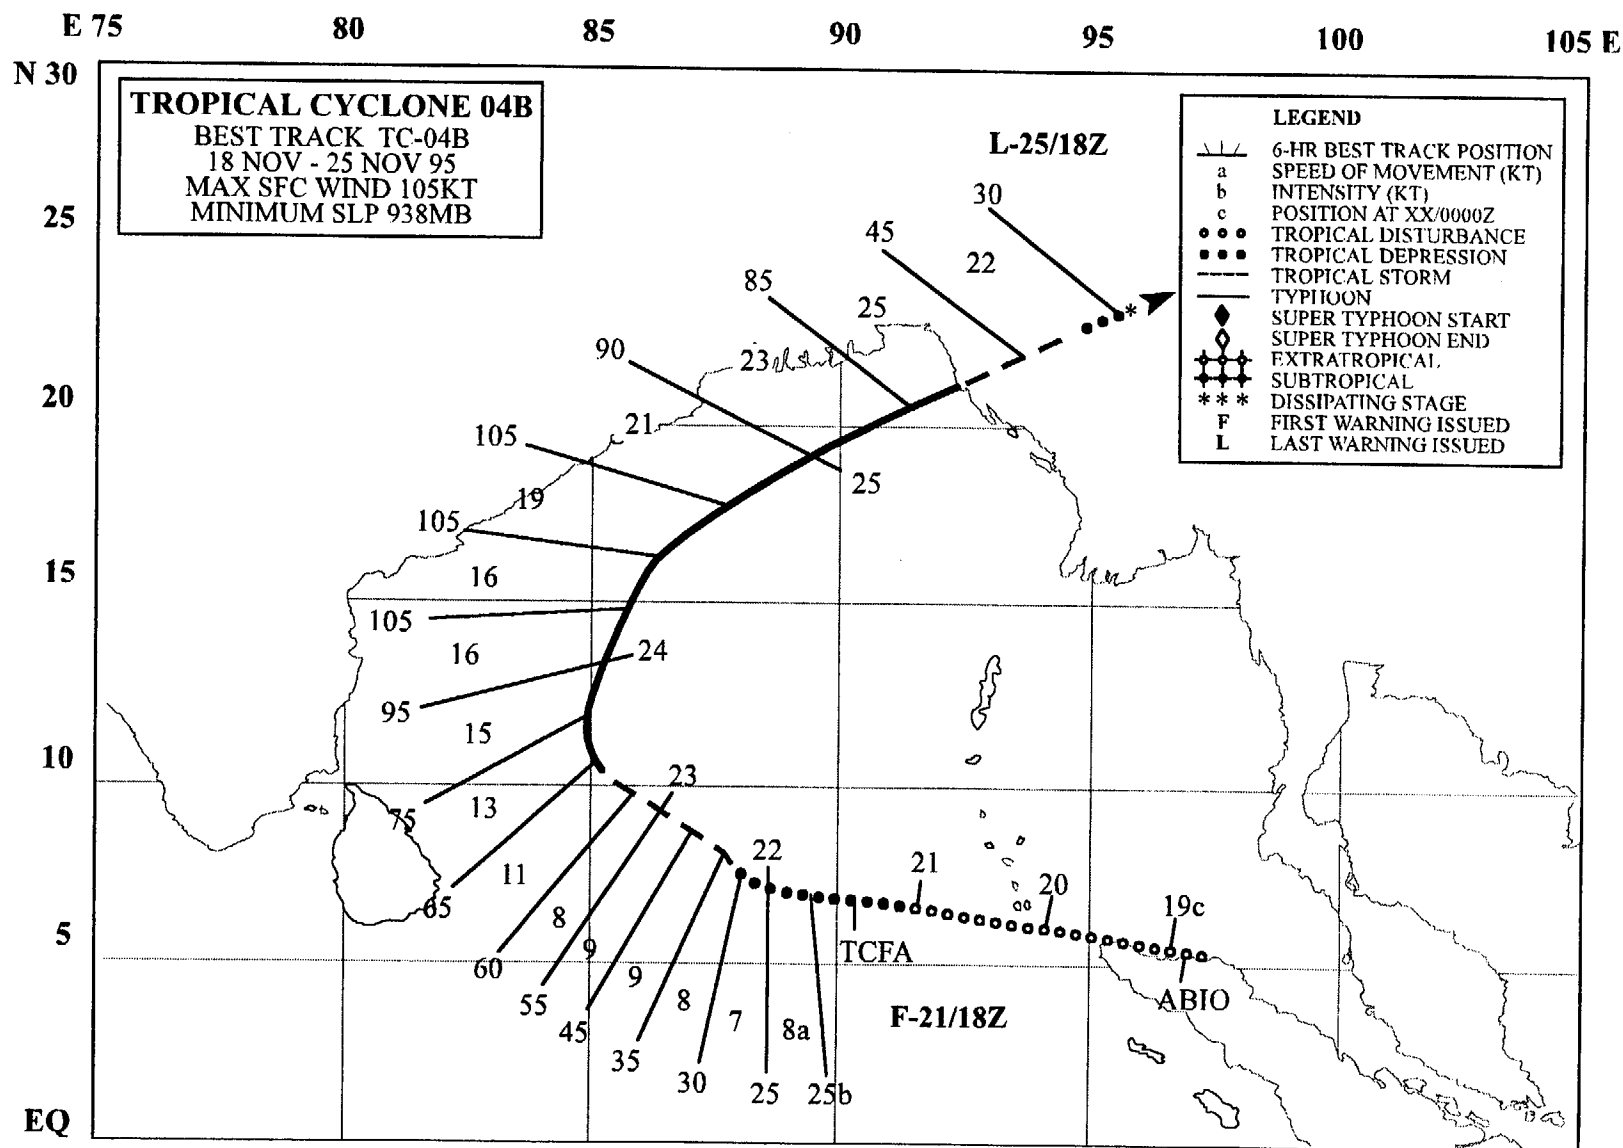 E 75 80 85 90 95 100 105 E
N 30
25
20
15
10
5
EQ
TROPICAL CYCLONE 04B
BEST TRACK TC-04B
18 NOV - 25 NOV 95
MAX SFC WIND 105KT
MINIMUM SLP 938MB
LEGEND
6-HR BEST TRACK POSITION
a SPEED OF MOVEMENT (KT)
b INTENSITY (KT)
c POSITION AT XX/0000Z
TROPICAL DISTURBANCE
TROPICAL DEPRESSION
TROPICAL STORM
TYPHOON
SUPER TYPHOON START
SUPER TYPHOON END
EXTRATROPICAL
SUBTROPICAL
*** DISSIPATING STAGE
F FIRST WARNING ISSUED
L LAST WARNING ISSUED
L-25/18Z
30
45
22
85
25
90
23
105
21
25
105
19
16
105
16
24
95
15
75
13
23
65
11
22
21
20
19c
60
8
9
TCFA
55
9
ABIO
45
8
7
8a
F-21/18Z
35
30
25
25b